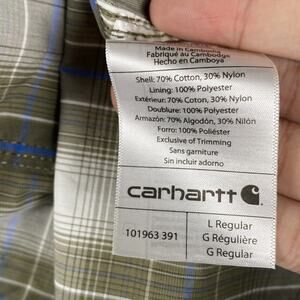 Made in Cambodia
Fabriqué au Cambodge
Hecho en Camboya
Shell: 70% Cotton, 30% Nylon
Lining: 100% Polyester
Extérieur: 70% Coton, 30% Nylon
Doublure: 100% Polyester
Armazón: 70% Algodón, 30% Nilón
Forro: 100% Poliéster
Exclusive of Trimming
Sans garniture
Sin incluir adorno
carhartt
101963 391
L Regular
G Régulière
G Regular